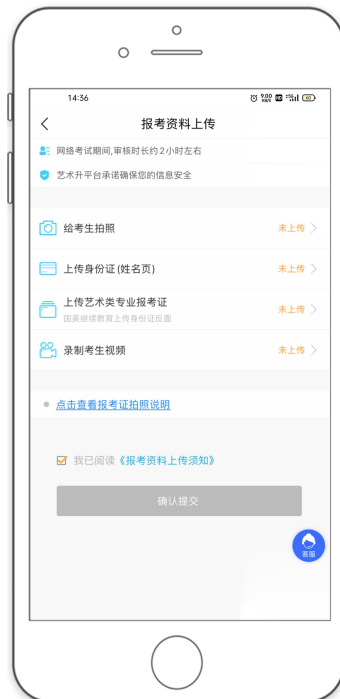 14:36
报考资料上传
网络考试期间,审核时长约2小时左右
艺术升平台承诺确保您的信息安全
给考生拍照
未上传
上传身份证(姓名页)
未上传
上传艺术类专业报考证
国美继续教育上传身份证反面
未上传
录制考生视频
未上传
点击查看报考证拍照说明
我已阅读《报考资料上传须知》
确认提交
客服